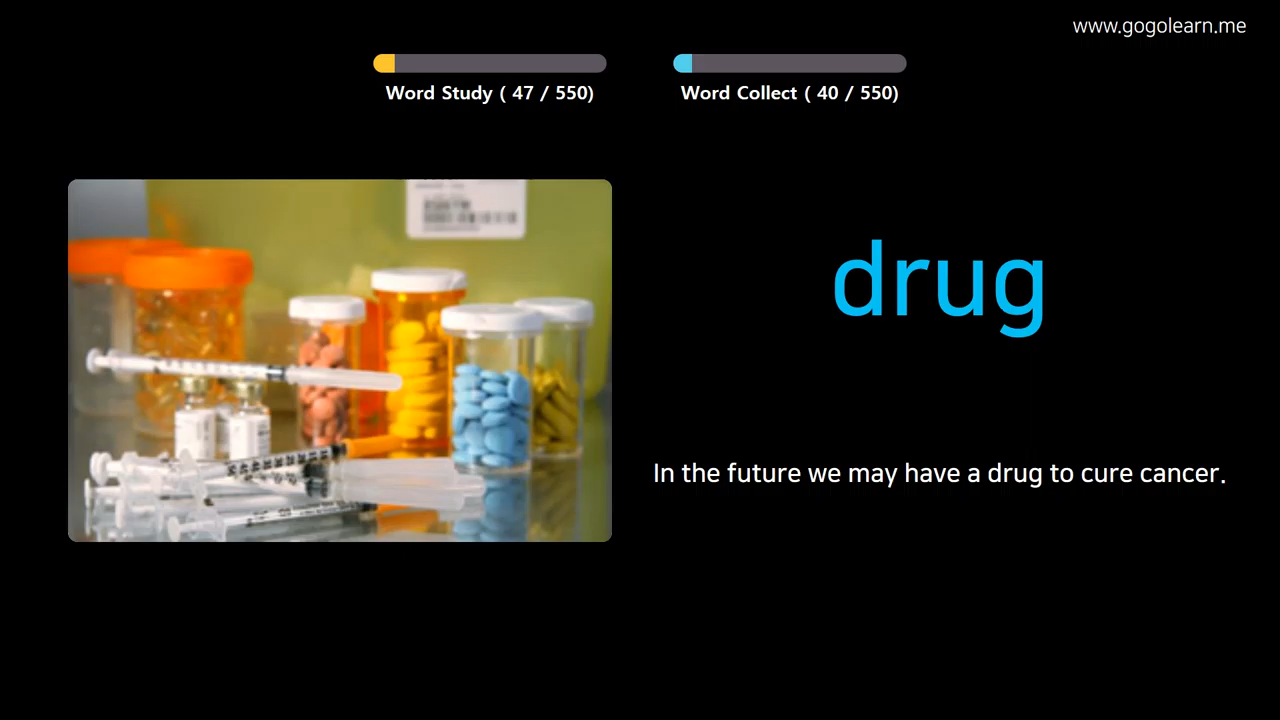 www.gogolearn.me
Word Study ( 47 / 550)
Word Collect ( 40 / 550)
drug
In the future we may have a drug to cure cancer.